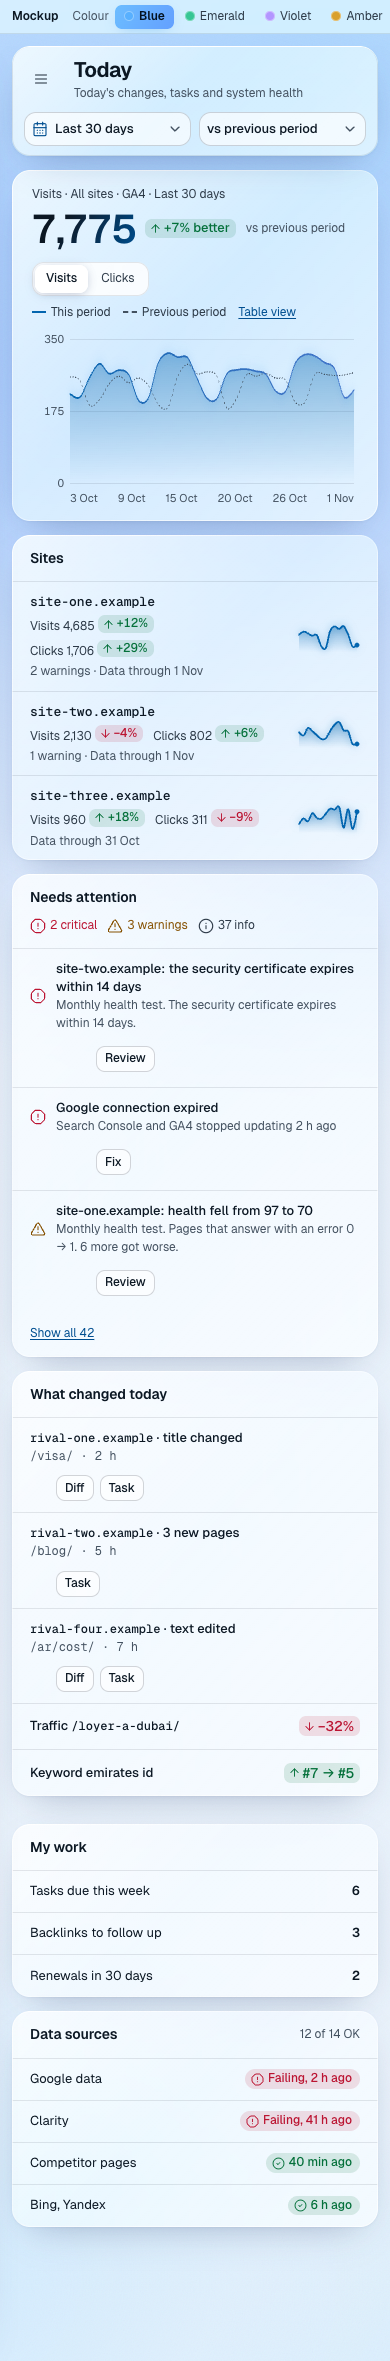 Mockup Colour Blue Emerald Violet Amber
Today
Today's changes, tasks and system health
Last 30 days
vs previous period
Visits · All sites · GA4 · Last 30 days
7,775 ↑ +7% better vs previous period
Visits Clicks
This period Previous period Table view
350
175
0
3 Oct 9 Oct 15 Oct 20 Oct 26 Oct 1 Nov
Sites
site-one.example
Visits 4,685 ↑ +12%
Clicks 1,706 ↑ +29%
2 warnings · Data through 1 Nov
site-two.example
Visits 2,130 ↓ −4% Clicks 802 ↑ +6%
1 warning · Data through 1 Nov
site-three.example
Visits 960 ↑ +18% Clicks 311 ↓ −9%
Data through 31 Oct
Needs attention
2 critical 3 warnings 37 info
site-two.example: the security certificate expires
within 14 days
Monthly health test. The security certificate expires
within 14 days.
Review
Google connection expired
Search Console and GA4 stopped updating 2 h ago
Fix
site-one.example: health fell from 97 to 70
Monthly health test. Pages that answer with an error 0
→ 1. 6 more got worse.
Review
Show all 42
What changed today
rival-one.example · title changed
/visa/ · 2 h
Diff Task
rival-two.example · 3 new pages
/blog/ · 5 h
Task
rival-four.example · text edited
/ar/cost/ · 7 h
Diff Task
Traffic /loyer-a-dubai/ ↓ −32%
Keyword emirates id ↑ #7 → #5
My work
Tasks due this week 6
Backlinks to follow up 3
Renewals in 30 days 2
Data sources 12 of 14 OK
Google data Failing, 2 h ago
Clarity Failing, 41 h ago
Competitor pages 40 min ago
Bing, Yandex 6 h ago